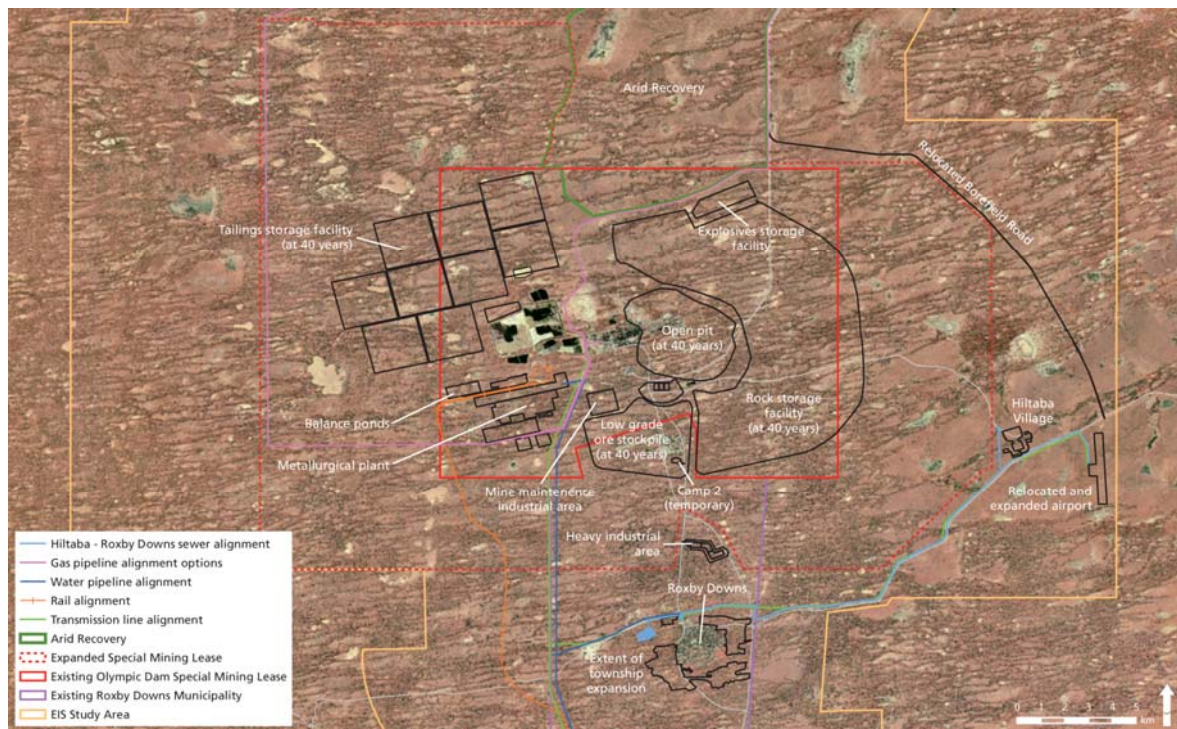 Arid Recovery
Relocated Borefield Road
Tailings storage facility
(at 40 years)
Explosives storage
facility
Open pit
(at 40 years)
Hiltaba
Village
Rock storage
facility
(at 40 years)
Balance ponds
Low grade
ore stockpile
(at 40 years)
Metallurgical plant
Mine maintenence
industrial area
Camp 2
(temporary)
Relocated and
expanded airport
Heavy industrial
area
Roxby Downs
Extent of
township
expansion
Hiltaba - Roxby Downs sewer alignment
Gas pipeline alignment options
Water pipeline alignment
Rail alignment
Transmission line alignment
Arid Recovery
Expanded Special Mining Lease
Existing Olympic Dam Special Mining Lease
Existing Roxby Downs Municipality
EIS Study Area
0 1 2 3 4 5
km